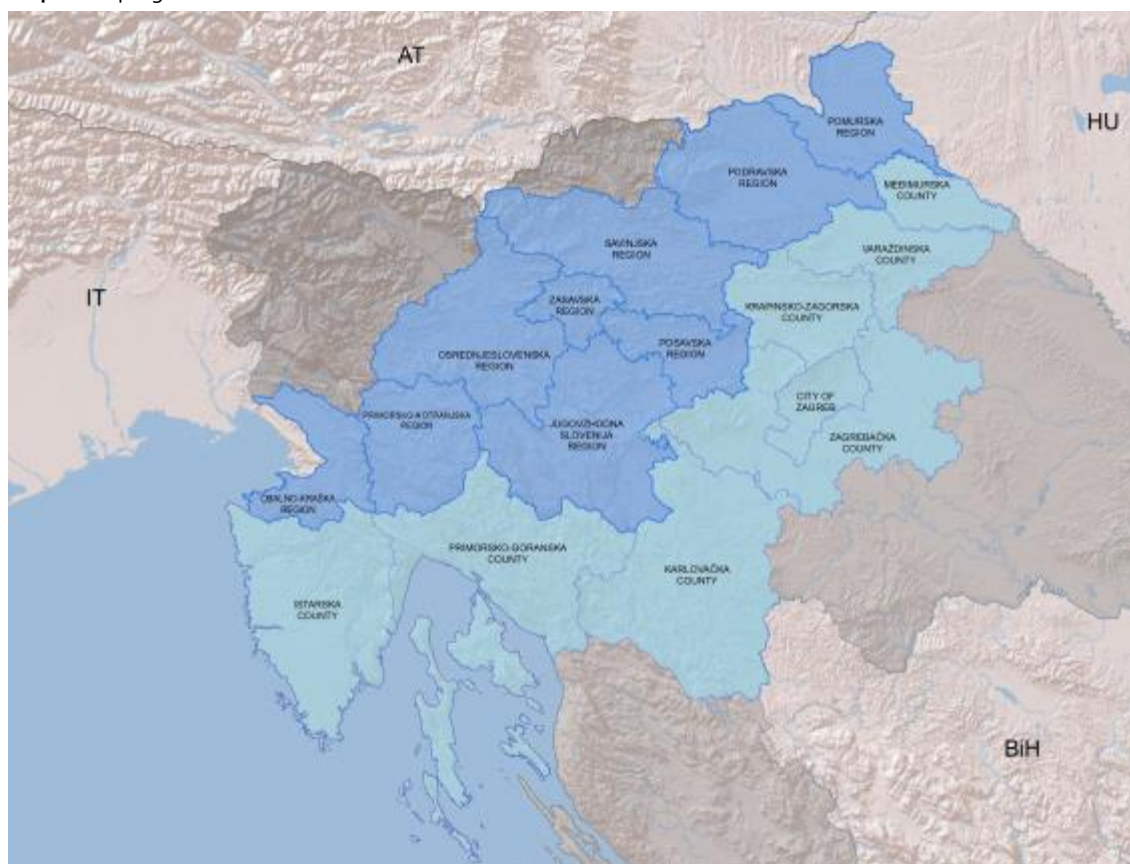 AT
HU
IT
BiH
POMURSKA
REGION
PODRAVSKA
REGION
MEĐIMURSKA
COUNTY
SAVINJSKA
REGION
VARAŽDINSKA
COUNTY
ZASAVSKA
REGION
KRAPINSKO-ZAGORSKA
COUNTY
POSAVSKA
REGION
OSREDNJESLOVENSKA
REGION
CITY OF
ZAGREB
PRIMORSKO-NOTRANJSKA
REGION
JUGOVZHODNA
SLOVENIJA
REGION
ZAGREBAČKA
COUNTY
OBALNO-KRAŠKA
REGION
PRIMORSKO-GORANSKA
COUNTY
KARLOVAČKA
COUNTY
ISTARSKA
COUNTY